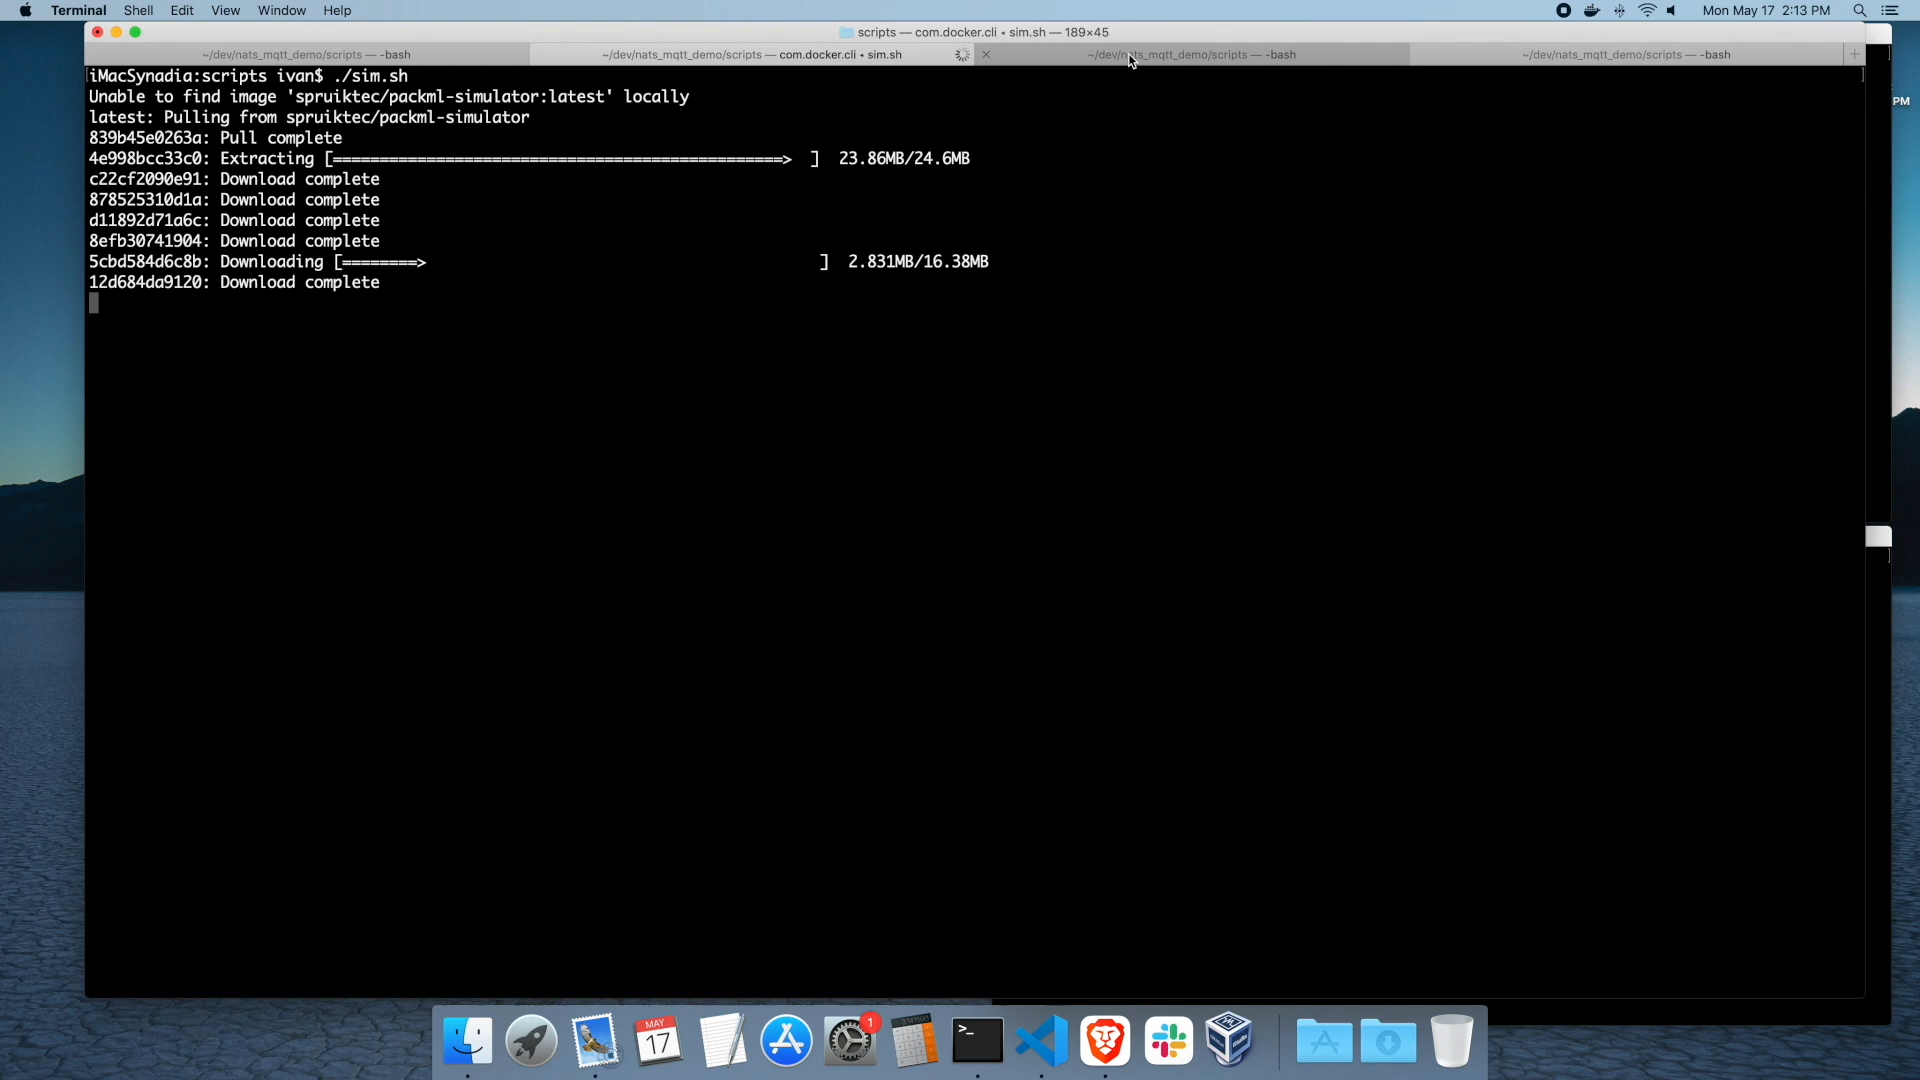 Terminal Shell Edit View Window Help Mon May 17 2:13 PM
scripts — com.docker.cli ◂ sim.sh — 189×45
~/dev/nats_mqtt_demo/scripts — -bash ~/dev/nats_mqtt_demo/scripts — com.docker.cli ◂ sim.sh ~/dev/nats_mqtt_demo/scripts — -bash ~/dev/nats_mqtt_demo/scripts — -bash
iMacSynadia:scripts ivan$ ./sim.sh
Unable to find image 'spruiktec/packml-simulator:latest' locally
latest: Pulling from spruiktec/packml-simulator
839b45e0263a: Pull complete
4e998bcc33c0: Extracting [================================================>  ]  23.86MB/24.6MB
c22cf2090e91: Download complete
878525310d1a: Download complete
d11892d71a6c: Download complete
8efb30741904: Download complete
5cbd584d6c8b: Downloading [========>                                          ]  2.831MB/16.38MB
12d684da9120: Download complete
PM
MAY
17
1
>_